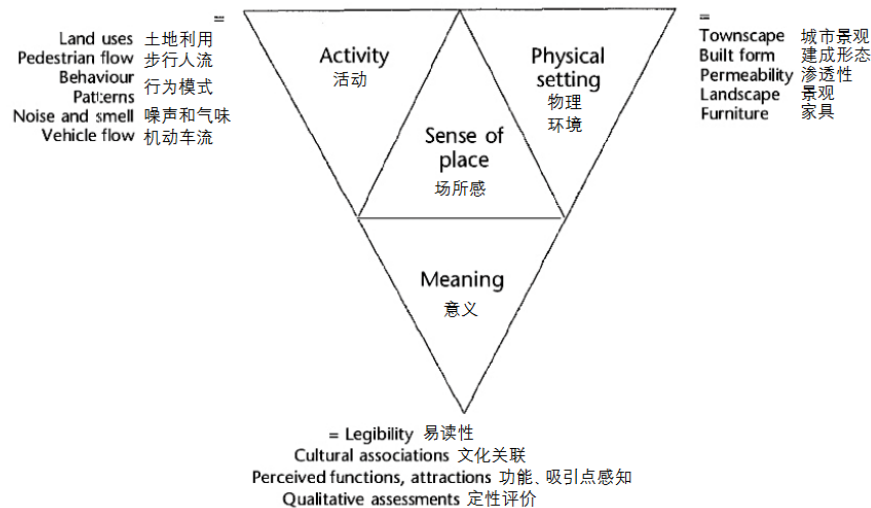 =
Land uses 土地利用
Pedestrian flow 步行人流
Behaviour
Patterns 行为模式
Noise and smell 噪声和气味
Vehicle flow 机动车流
Activity
活动
Physical
setting
物理
环境
Sense of
place
场所感
Meaning
意义
=
Townscape 城市景观
Built form 建成形态
Permeability 渗透性
Landscape 景观
Furniture 家具
= Legibility 易读性
Cultural associations 文化关联
Perceived functions, attractions 功能、吸引点感知
Qualitative assessments 定性评价